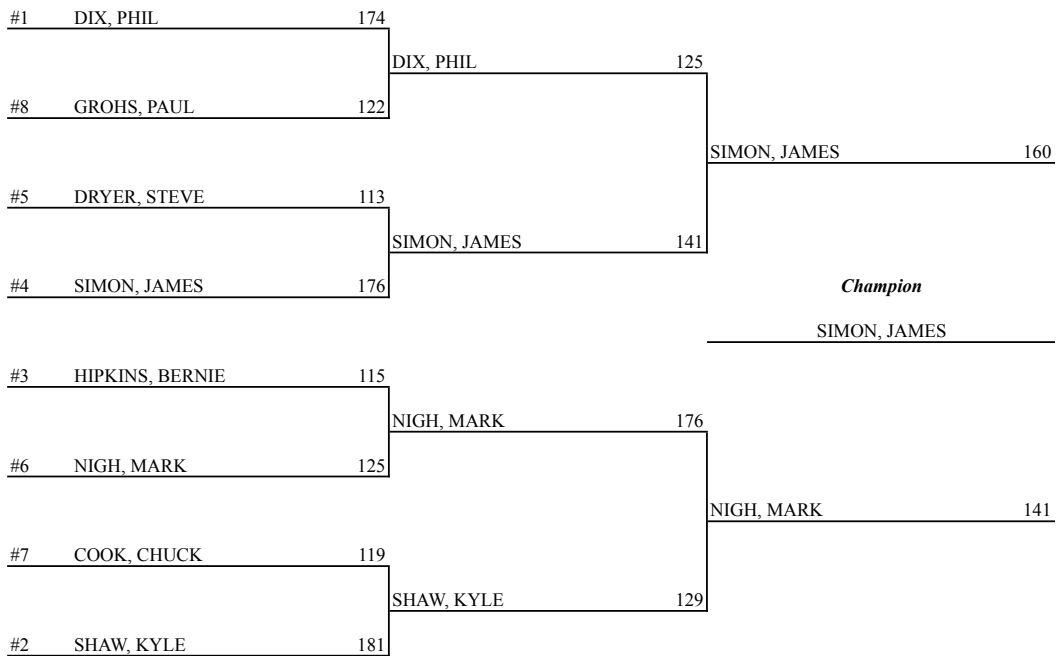 #1 DIX, PHIL 174
DIX, PHIL 125
#8 GROHS, PAUL 122
SIMON, JAMES 160
#5 DRYER, STEVE 113
SIMON, JAMES 141
#4 SIMON, JAMES 176
Champion
SIMON, JAMES
#3 HIPKINS, BERNIE 115
NIGH, MARK 176
#6 NIGH, MARK 125
NIGH, MARK 141
#7 COOK, CHUCK 119
SHAW, KYLE 129
#2 SHAW, KYLE 181